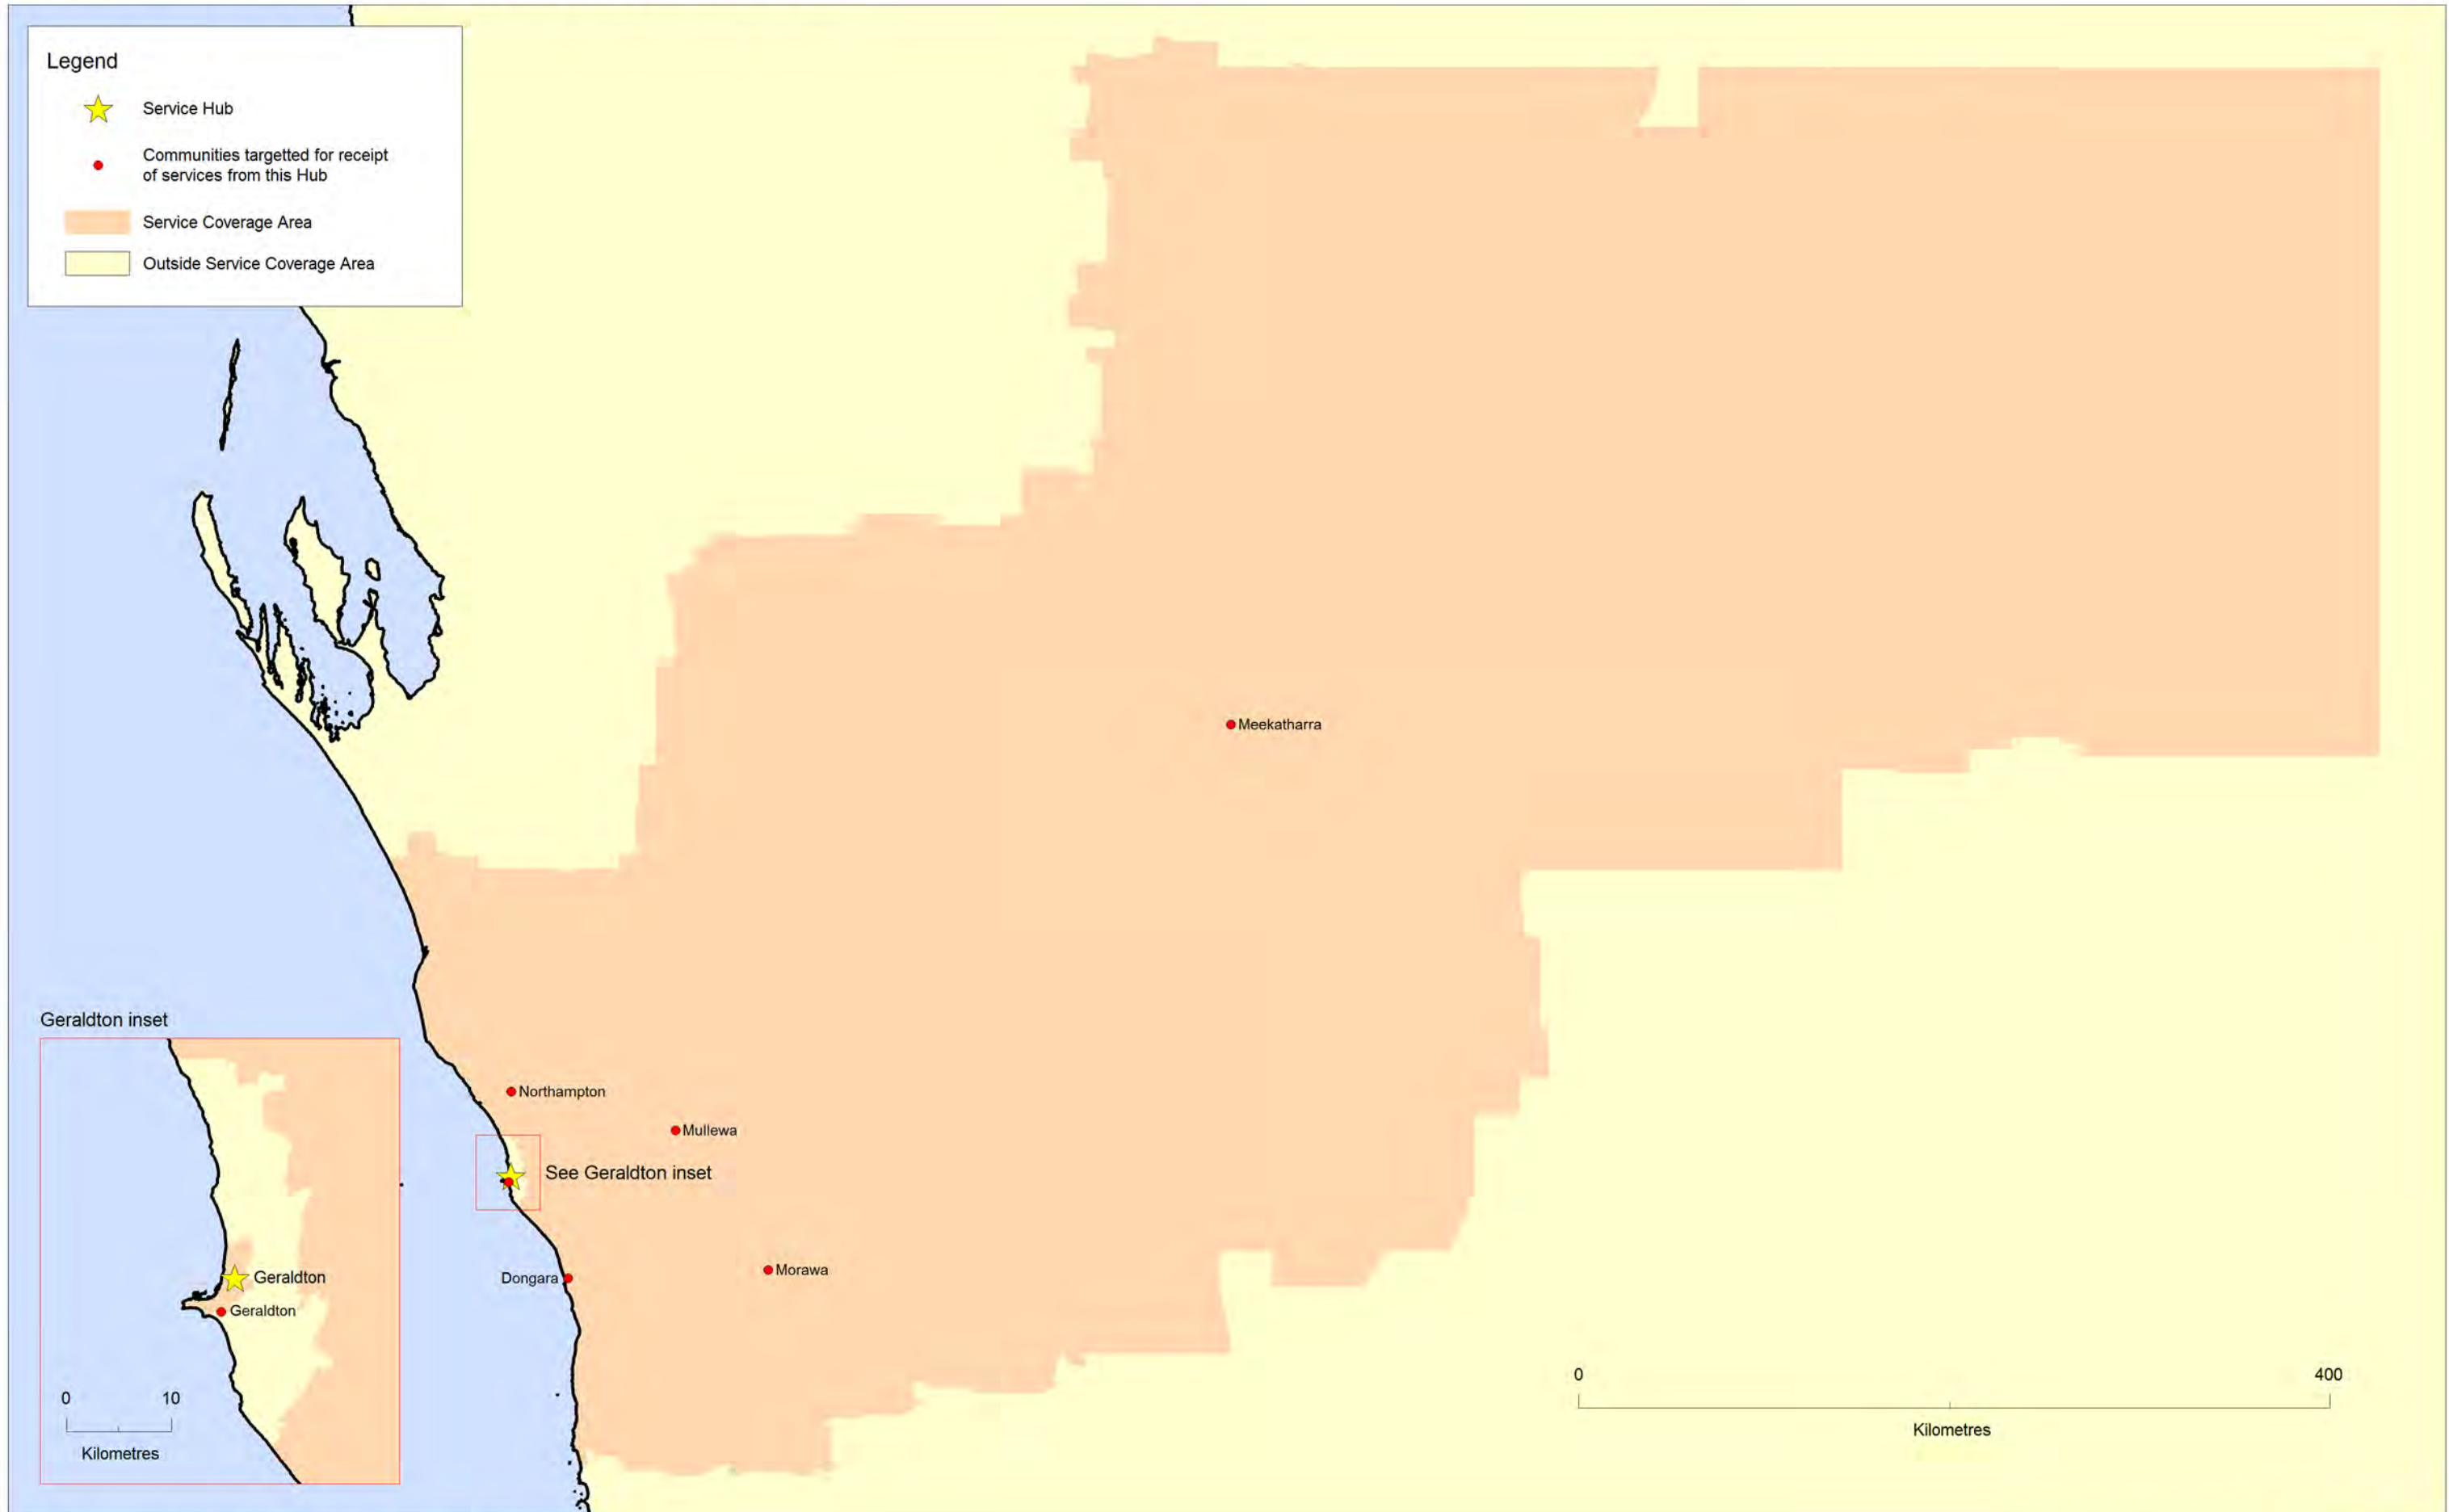 Legend
Service Hub
Communities targetted for receipt
of services from this Hub
Service Coverage Area
Outside Service Coverage Area
Meekatharra
Geraldton inset
Northampton
Mullewa
See Geraldton inset
Dongara
Morawa
Geraldton
Geraldton
0 10
Kilometres
0 400
Kilometres